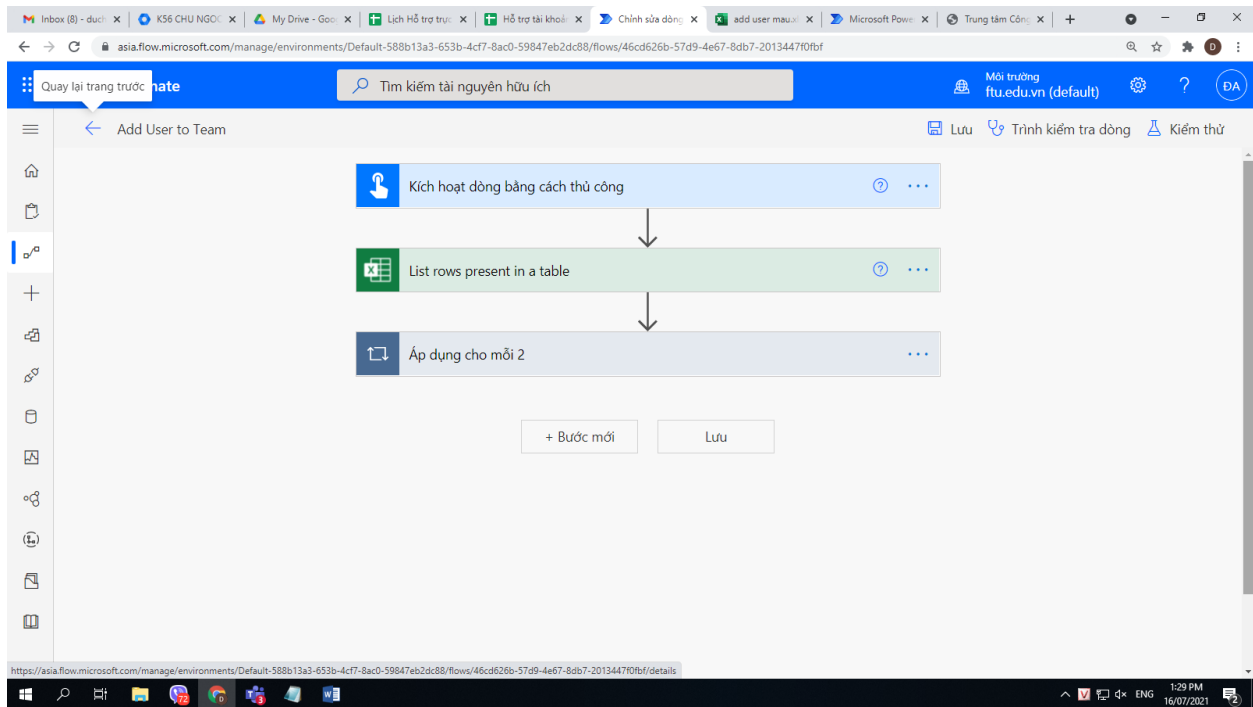 Inbox (8) - duch
K56 CHU NGOC
My Drive - Goo
Lịch Hỗ trợ trực
Hỗ trợ tài khoả
Chỉnh sửa dòng
add user mau.x
Microsoft Power
Trung tâm Công
asia.flow.microsoft.com/manage/environments/Default-588b13a3-653b-4cf7-8ac0-59847eb2dc88/flows/46cd626b-57d9-4e67-8db7-2013447f0fbf
D
Quay lại trang trước
nate
Tìm kiếm tài nguyên hữu ích
Môi trường
ftu.edu.vn (default)
ĐA
Add User to Team
Lưu
Trình kiểm tra dòng
Kiểm thử
Kích hoạt dòng bằng cách thủ công
List rows present in a table
Áp dụng cho mỗi 2
+ Bước mới
Lưu
https://asia.flow.microsoft.com/manage/environments/Default-588b13a3-653b-4cf7-8ac0-59847eb2dc88/flows/46cd626b-57d9-4e67-8db7-2013447f0fbf/details
72
3
V
ENG
1:29 PM
16/07/2021
2